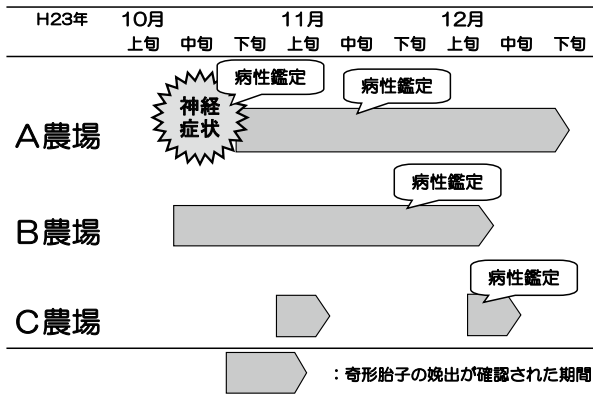 H23年 10月 11月 12月
上旬 中旬 下旬 上旬 中旬 下旬 上旬 中旬 下旬
病性鑑定
病性鑑定
神経
症状
A農場
病性鑑定
B農場
病性鑑定
C農場
：奇形胎子の娩出が確認された期間